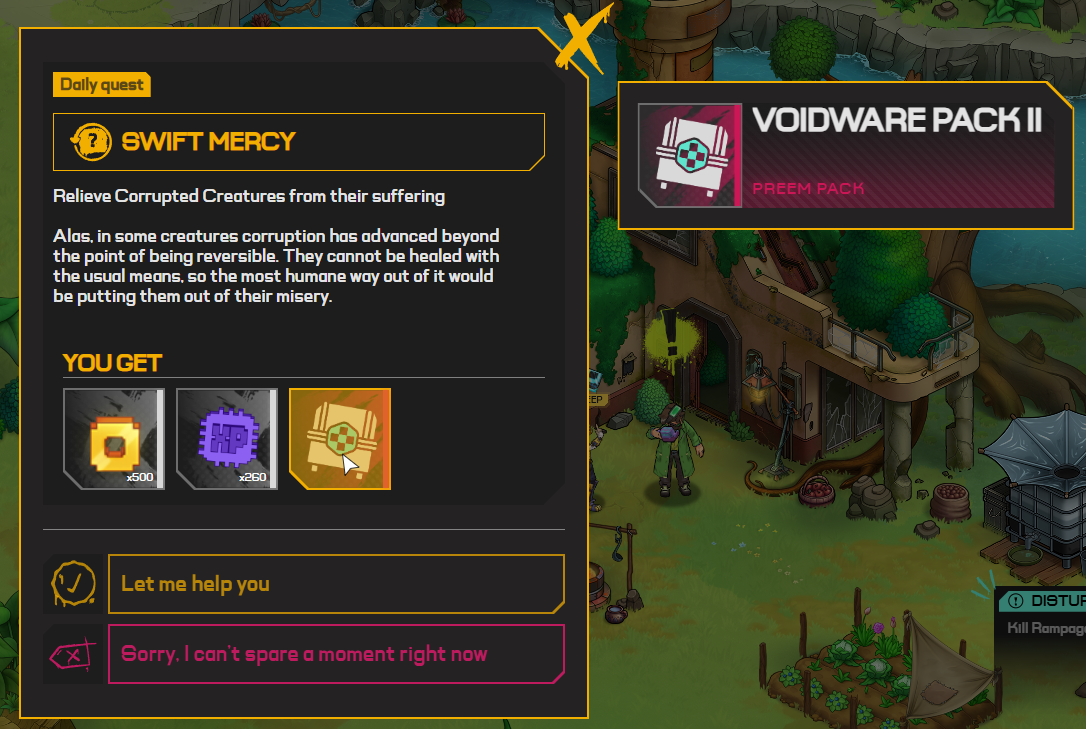 Daily quest
SWIFT MERCY
Relieve Corrupted Creatures from their suffering
Alas, in some creatures corruption has advanced beyond
the point of being reversible. They cannot be healed with
the usual means, so the most humane way out of it would
be putting them out of their misery.
YOU GET
x500
XP
x260
Let me help you
Sorry, I can't spare a moment right now
VOIDWARE PACK II
PREEM PACK
EEP
DISTUR
Kill Rampag